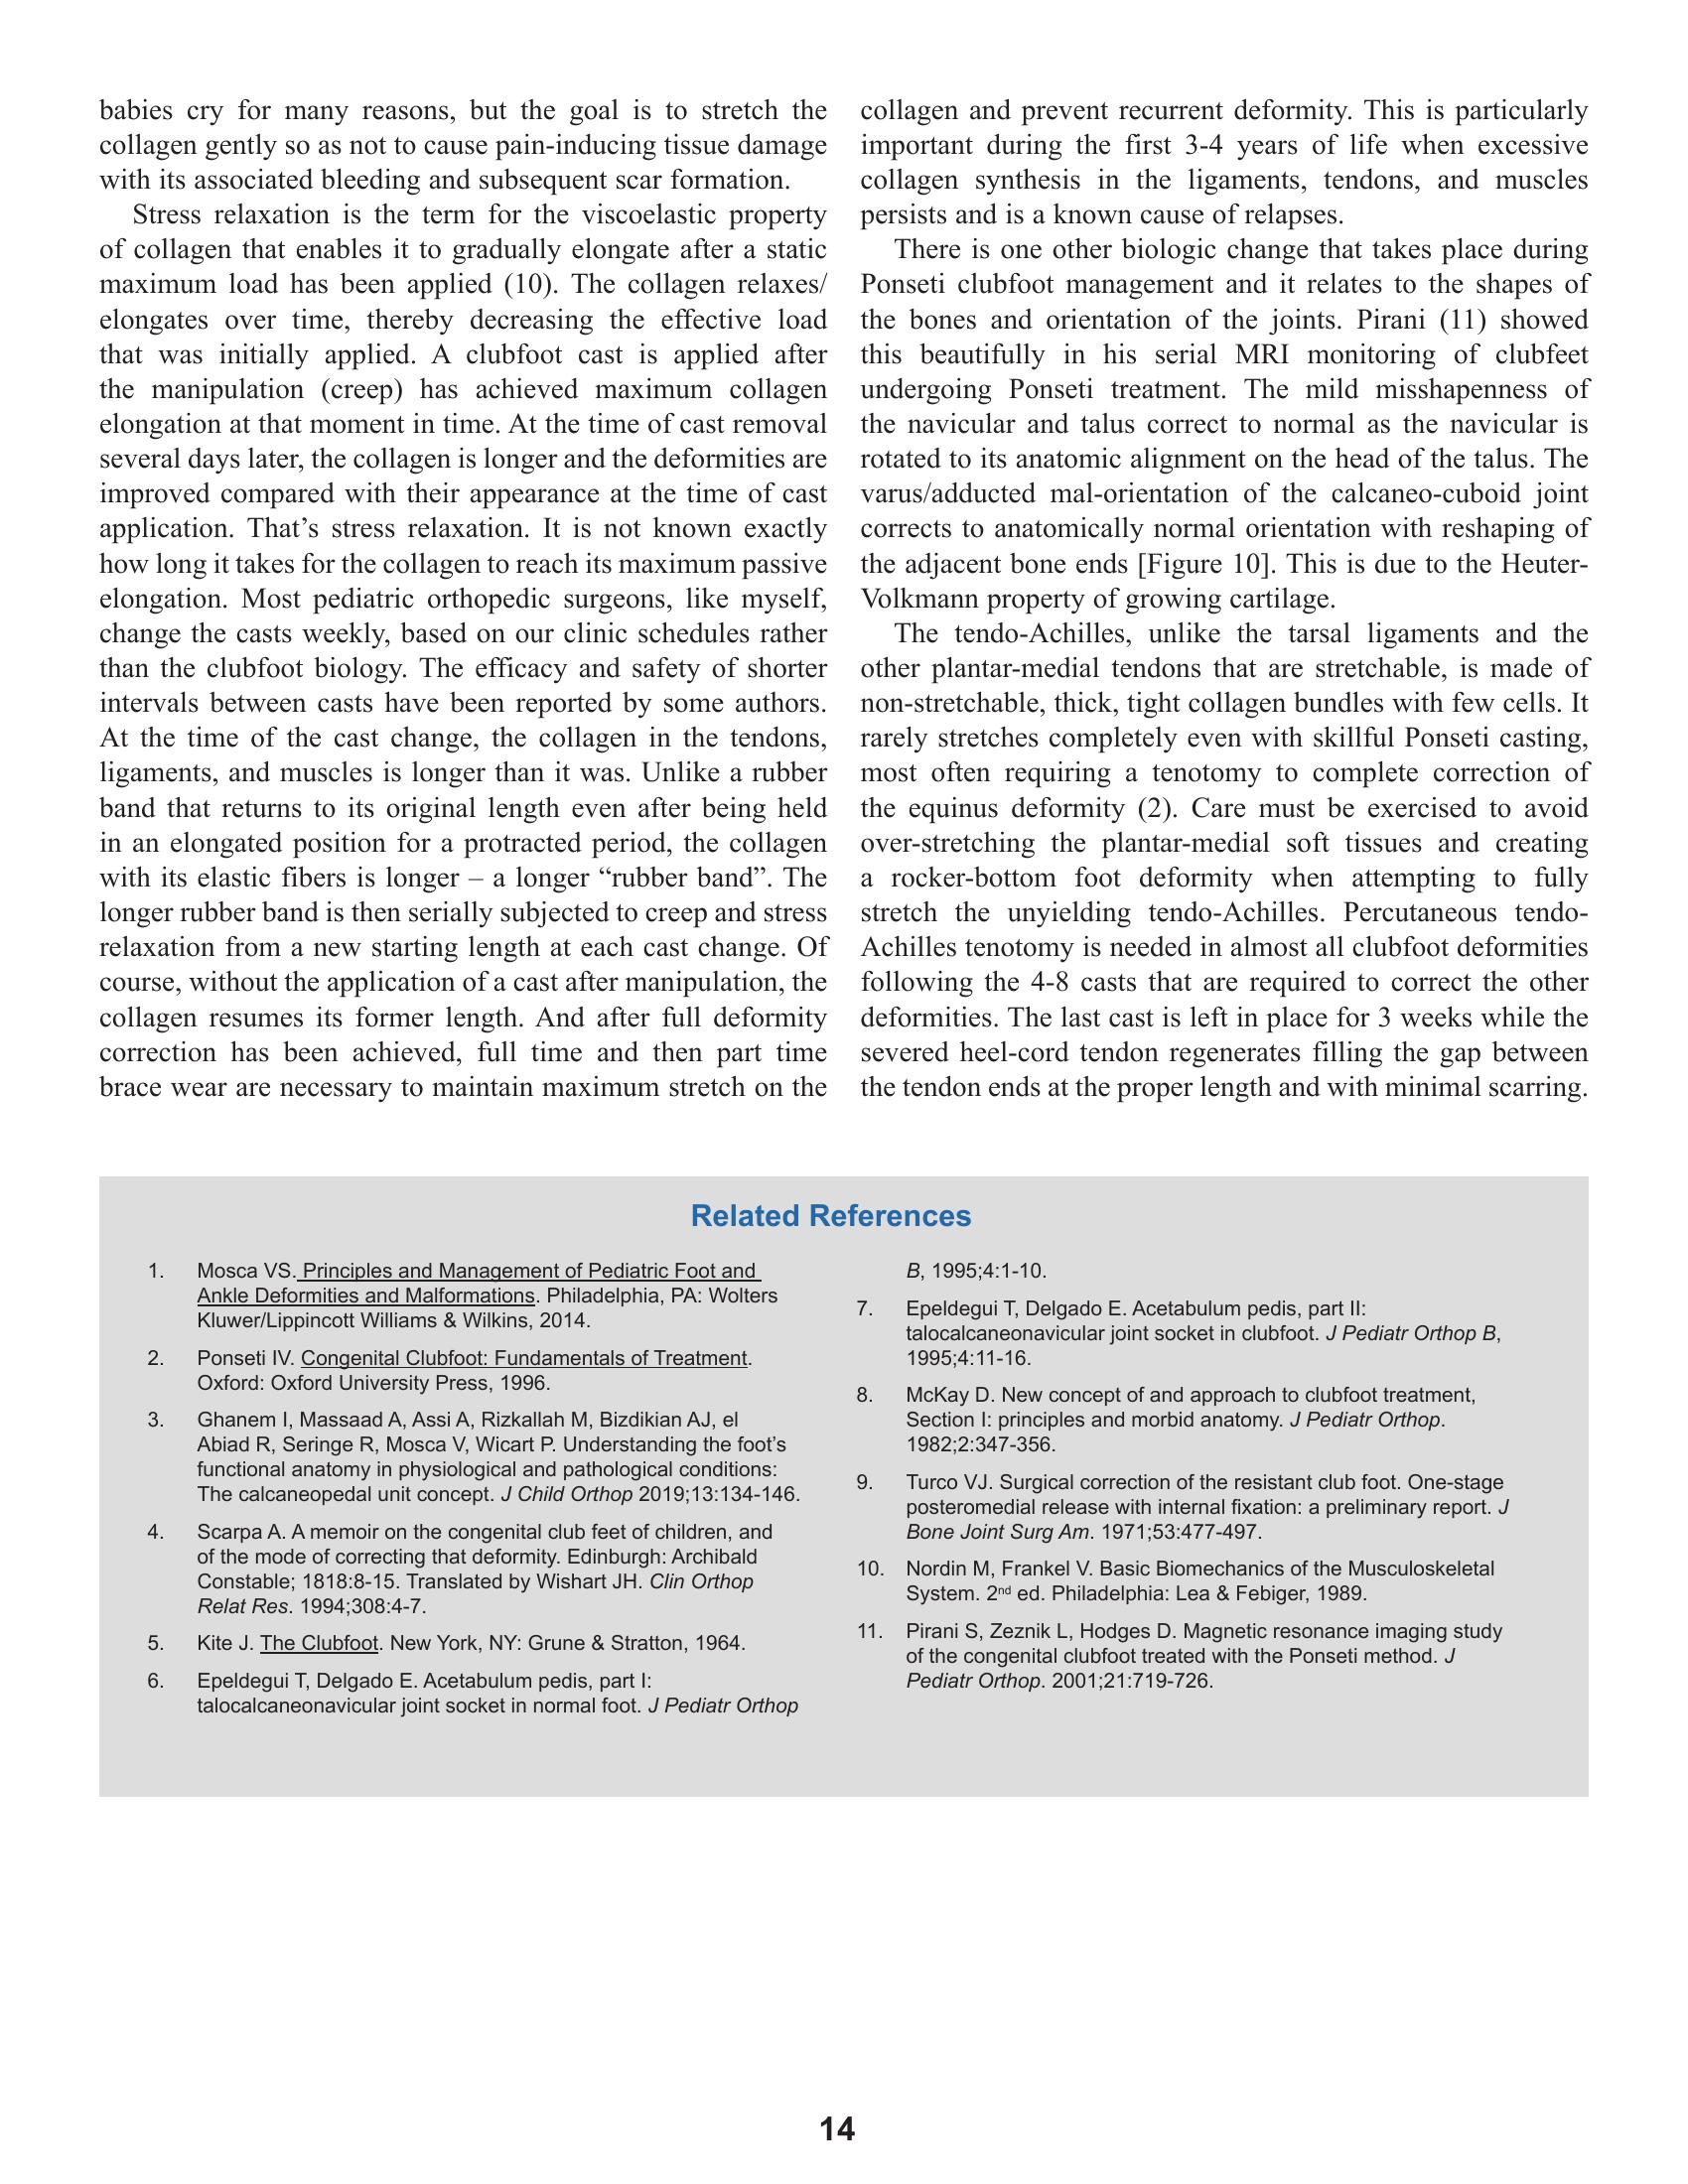 babies cry for many reasons, but the goal is to stretch the
collagen gently so as not to cause pain-inducing tissue damage
with its associated bleeding and subsequent scar formation.
Stress relaxation is the term for the viscoelastic property
of collagen that enables it to gradually elongate after a static
maximum load has been applied (10). The collagen relaxes/
elongates over time, thereby decreasing the effective load
that was initially applied. A clubfoot cast is applied after
the manipulation (creep) has achieved maximum collagen
elongation at that moment in time. At the time of cast removal
several days later, the collagen is longer and the deformities are
improved compared with their appearance at the time of cast
application. That’s stress relaxation. It is not known exactly
how long it takes for the collagen to reach its maximum passive
elongation. Most pediatric orthopedic surgeons, like myself,
change the casts weekly, based on our clinic schedules rather
than the clubfoot biology. The efficacy and safety of shorter
intervals between casts have been reported by some authors.
At the time of the cast change, the collagen in the tendons,
ligaments, and muscles is longer than it was. Unlike a rubber
band that returns to its original length even after being held
in an elongated position for a protracted period, the collagen
with its elastic fibers is longer – a longer “rubber band”. The
longer rubber band is then serially subjected to creep and stress
relaxation from a new starting length at each cast change. Of
course, without the application of a cast after manipulation, the
collagen resumes its former length. And after full deformity
correction has been achieved, full time and then part time
brace wear are necessary to maintain maximum stretch on the
collagen and prevent recurrent deformity. This is particularly
important during the first 3-4 years of life when excessive
collagen synthesis in the ligaments, tendons, and muscles
persists and is a known cause of relapses.
There is one other biologic change that takes place during
Ponseti clubfoot management and it relates to the shapes of
the bones and orientation of the joints. Pirani (11) showed
this beautifully in his serial MRI monitoring of clubfeet
undergoing Ponseti treatment. The mild misshapenness of
the navicular and talus correct to normal as the navicular is
rotated to its anatomic alignment on the head of the talus. The
varus/adducted mal-orientation of the calcaneo-cuboid joint
corrects to anatomically normal orientation with reshaping of
the adjacent bone ends [Figure 10]. This is due to the Heuter-
Volkmann property of growing cartilage.
The tendo-Achilles, unlike the tarsal ligaments and the
other plantar-medial tendons that are stretchable, is made of
non-stretchable, thick, tight collagen bundles with few cells. It
rarely stretches completely even with skillful Ponseti casting,
most often requiring a tenotomy to complete correction of
the equinus deformity (2). Care must be exercised to avoid
over-stretching the plantar-medial soft tissues and creating
a rocker-bottom foot deformity when attempting to fully
stretch the unyielding tendo-Achilles. Percutaneous tendo-
Achilles tenotomy is needed in almost all clubfoot deformities
following the 4-8 casts that are required to correct the other
deformities. The last cast is left in place for 3 weeks while the
severed heel-cord tendon regenerates filling the gap between
the tendon ends at the proper length and with minimal scarring.
Related References
1. Mosca VS. Principles and Management of Pediatric Foot and
Ankle Deformities and Malformations. Philadelphia, PA: Wolters
Kluwer/Lippincott Williams & Wilkins, 2014.
2. Ponseti IV. Congenital Clubfoot: Fundamentals of Treatment.
Oxford: Oxford University Press, 1996.
3. Ghanem I, Massaad A, Assi A, Rizkallah M, Bizdikian AJ, el
Abiad R, Seringe R, Mosca V, Wicart P. Understanding the foot’s
functional anatomy in physiological and pathological conditions:
The calcaneopedal unit concept. J Child Orthop 2019;13:134-146.
4. Scarpa A. A memoir on the congenital club feet of children, and
of the mode of correcting that deformity. Edinburgh: Archibald
Constable; 1818:8-15. Translated by Wishart JH. Clin Orthop
Relat Res. 1994;308:4-7.
5. Kite J. The Clubfoot. New York, NY: Grune & Stratton, 1964.
6. Epeldegui T, Delgado E. Acetabulum pedis, part I:
talocalcaneonavicular joint socket in normal foot. J Pediatr Orthop
B, 1995;4:1-10.
7. Epeldegui T, Delgado E. Acetabulum pedis, part II:
talocalcaneonavicular joint socket in clubfoot. J Pediatr Orthop B,
1995;4:11-16.
8. McKay D. New concept of and approach to clubfoot treatment,
Section I: principles and morbid anatomy. J Pediatr Orthop.
1982;2:347-356.
9. Turco VJ. Surgical correction of the resistant club foot. One-stage
posteromedial release with internal fixation: a preliminary report. J
Bone Joint Surg Am. 1971;53:477-497.
10. Nordin M, Frankel V. Basic Biomechanics of the Musculoskeletal
System. 2nd ed. Philadelphia: Lea & Febiger, 1989.
11. Pirani S, Zeznik L, Hodges D. Magnetic resonance imaging study
of the congenital clubfoot treated with the Ponseti method. J
Pediatr Orthop. 2001;21:719-726.
14